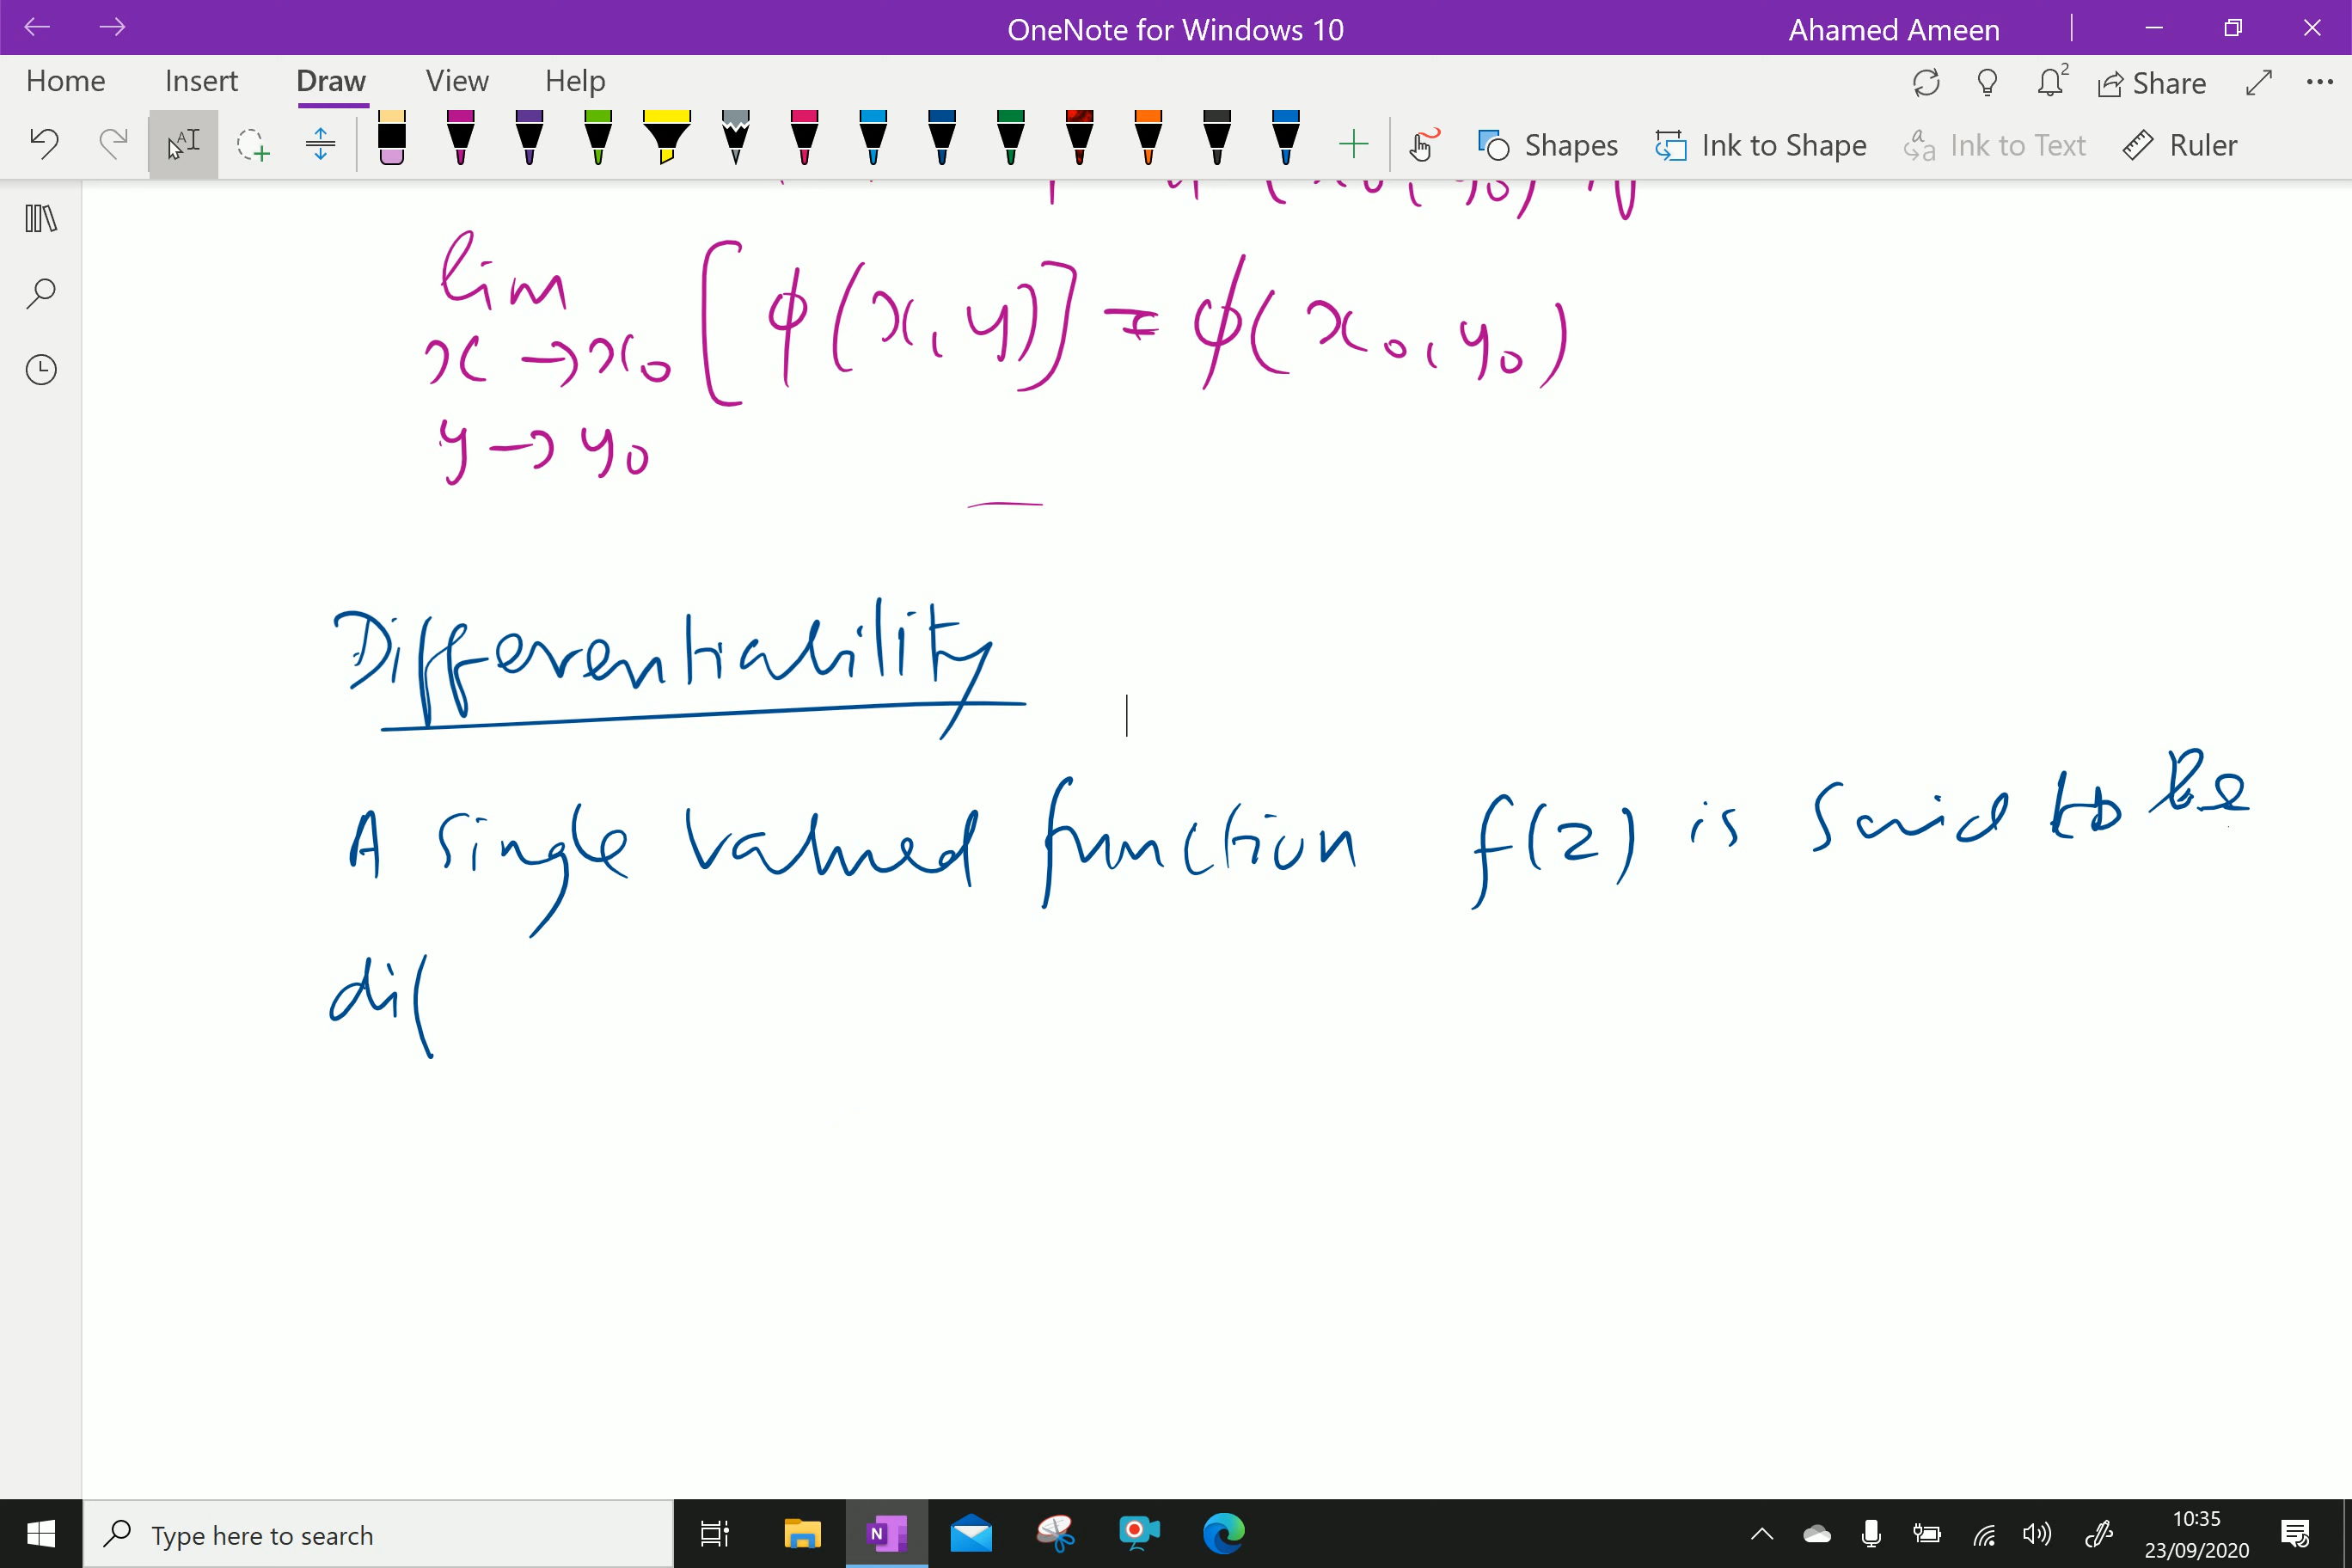 OneNote for Windows 10 Ahamed Ameen
Home Insert Draw View Help 2 Share
Shapes Ink to Shape Ink to Text Ruler
lim [ϕ(x, y)] = ϕ(x₀, y₀)
x → x₀
y → y₀
Differentiability
A single valued function f(z) is said to be
dif
Type here to search
10:35
23/09/2020